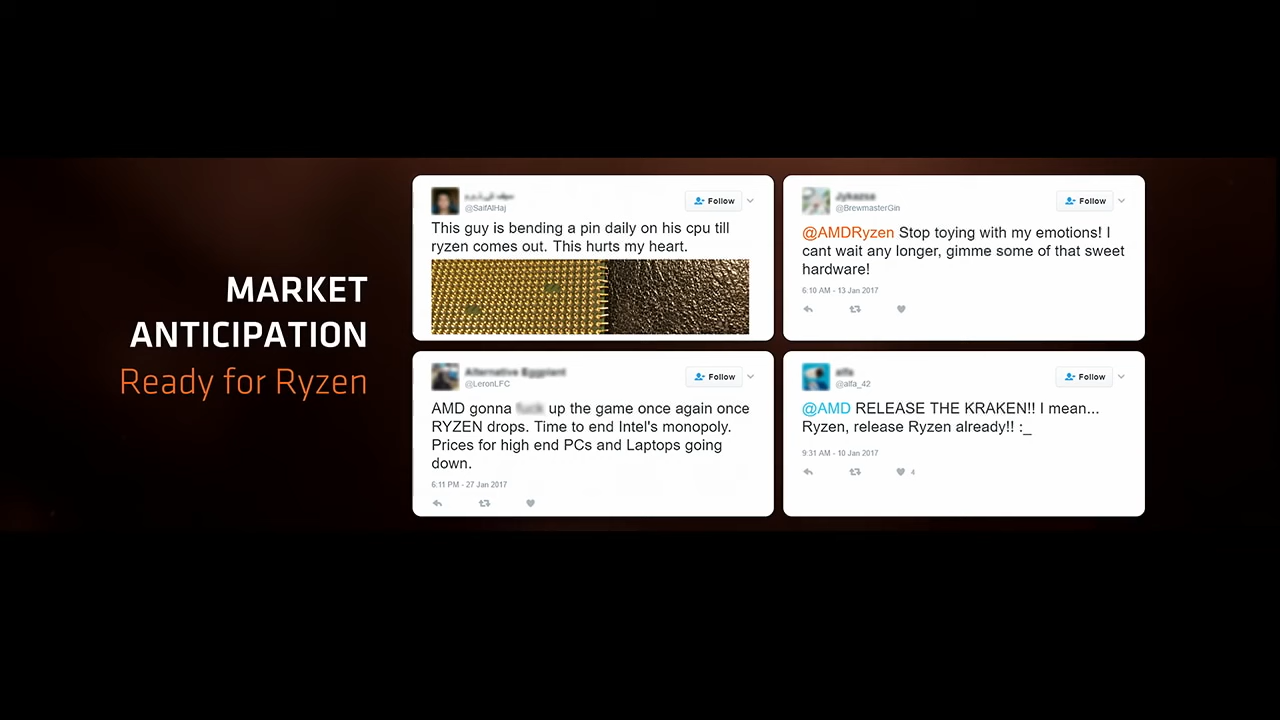 MARKET
ANTICIPATION
Ready for Ryzen
@SaifAlHaj
Follow
This guy is bending a pin daily on his cpu till
ryzen comes out. This hurts my heart.
@BrewmasterGin
Follow
@AMDRyzen Stop toying with my emotions! I
cant wait any longer, gimme some of that sweet
hardware!
6:10 AM - 13 Jan 2017
Alternative Eggplant
@LeronLFC
Follow
AMD gonna up the game once again once
RYZEN drops. Time to end Intel's monopoly.
Prices for high end PCs and Laptops going
down.
6:11 PM - 27 Jan 2017
alfa
@alfa_42
Follow
@AMD RELEASE THE KRAKEN!! I mean...
Ryzen, release Ryzen already!! :_
9:31 AM - 10 Jan 2017
4